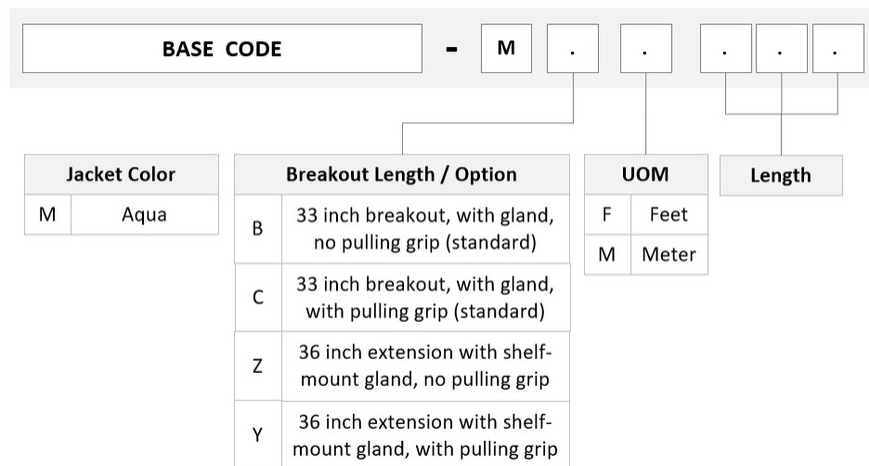 BASE CODE - M . . . . .
Jacket Color
M Aqua
Breakout Length / Option
B 33 inch breakout, with gland,
no pulling grip (standard)
C 33 inch breakout, with gland,
with pulling grip (standard)
Z 36 inch extension with shelf-
mount gland, no pulling grip
Y 36 inch extension with shelf-
mount gland, with pulling grip
UOM
F Feet
M Meter
Length